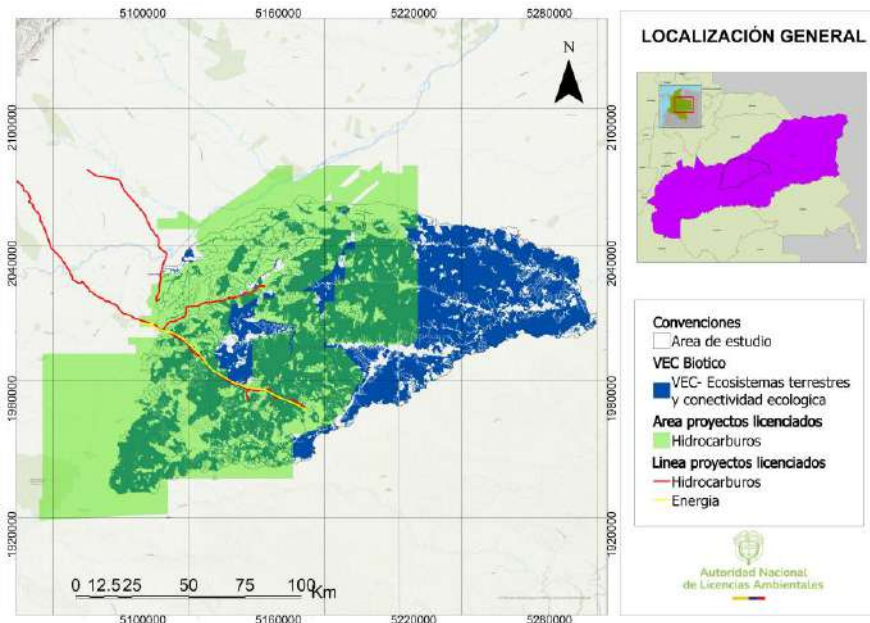 5100000
5160000
5220000
5280000
N
2100000
2100000
2040000
2040000
1980000
1980000
1920000
1920000
0 12.525 50 75 100 Km
5100000
5160000
5220000
5280000
LOCALIZACIÓN GENERAL
Convenciones
Area de estudio
VEC Biotico
VEC- Ecosistemas terrestres
y conectividad ecologica
Area proyectos licenciados
Hidrocarburos
Linea proyectos licenciados
Hidrocarburos
Energia
Autoridad Nacional
de Licencias Ambientales